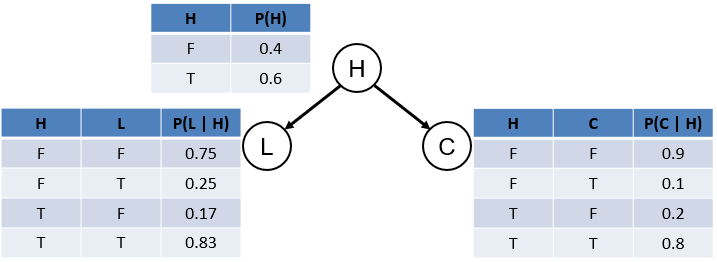 H P(H)
F 0.4
T 0.6
H
H L P(L | H)
F F 0.75
F T 0.25
T F 0.17
T T 0.83
L
C
H C P(C | H)
F F 0.9
F T 0.1
T F 0.2
T T 0.8